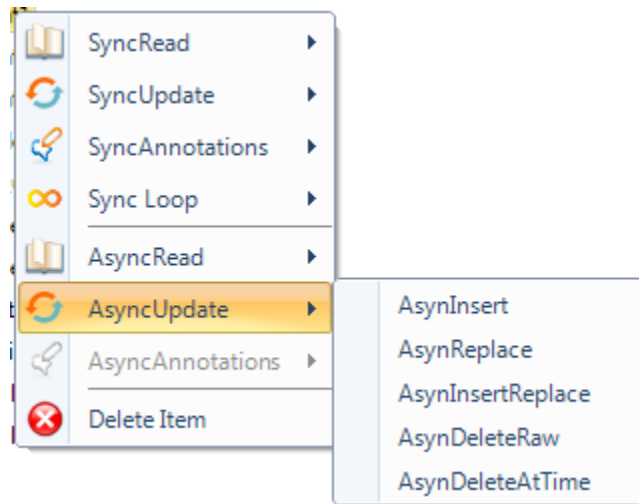 SyncRead
SyncUpdate
SyncAnnotations
Sync Loop
AsyncRead
AsyncUpdate
AsyncAnnotations
Delete Item
AsynInsert
AsynReplace
AsynInsertReplace
AsynDeleteRaw
AsynDeleteAtTime